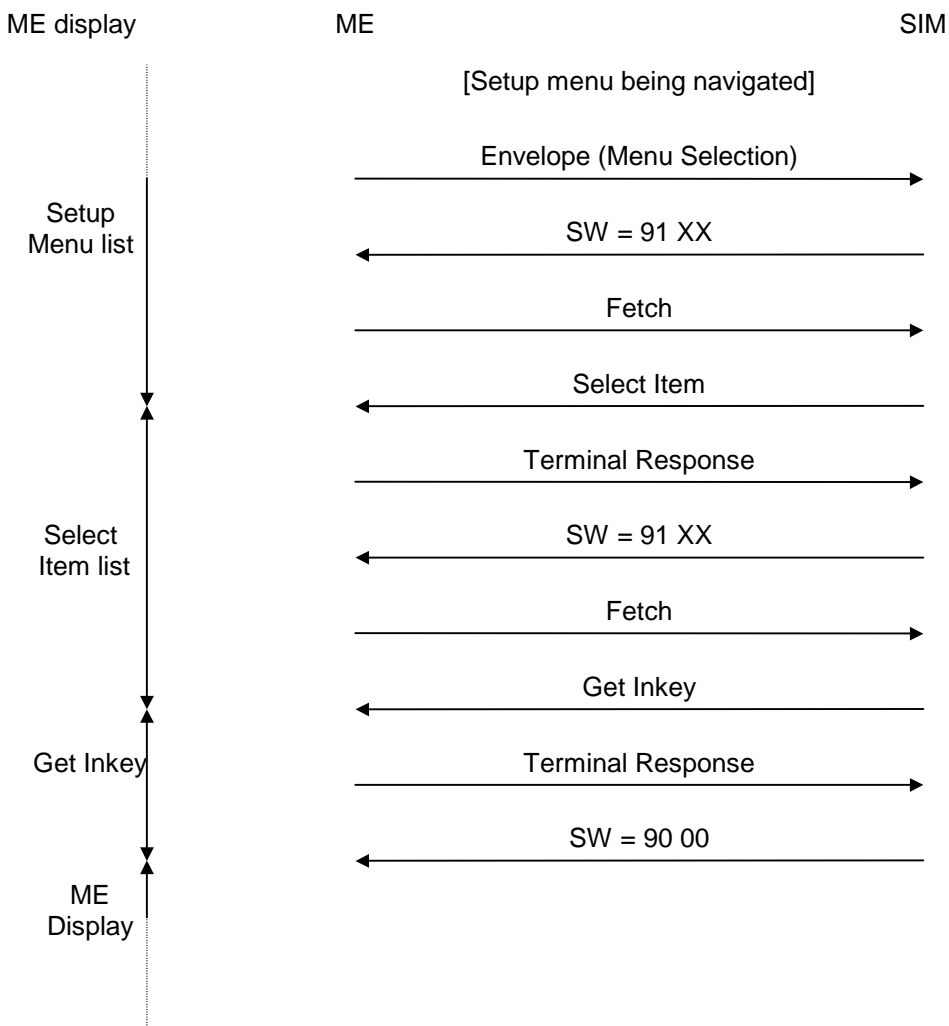 ME display ME SIM
[Setup menu being navigated]
Envelope (Menu Selection)
Setup
Menu list
SW = 91 XX
Fetch
Select Item
Terminal Response
Select
Item list
SW = 91 XX
Fetch
Get Inkey
Get Inkey
Terminal Response
SW = 90 00
ME
Display